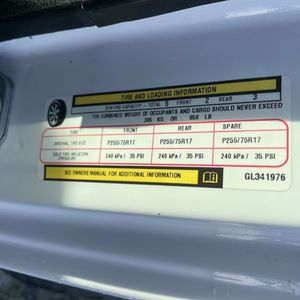 TIRE AND LOADING INFORMATION
SEATING CAPACITY - TOTAL 5 FRONT 2 REAR 3
THE COMBINED WEIGHT OF OCCUPANTS AND CARGO SHOULD NEVER EXCEED
385 KG OR 850 LB
TIRE FRONT REAR SPARE
ORIGINAL TIRE SIZE P255/75R17 P255/75R17 P255/75R17
COLD TIRE INFLATION PRESSURE 240 kPa / 35 PSI 240 kPa / 35 PSI 240 kPa / 35 PSI
SEE OWNERS MANUAL FOR ADDITIONAL INFORMATION
GL341976